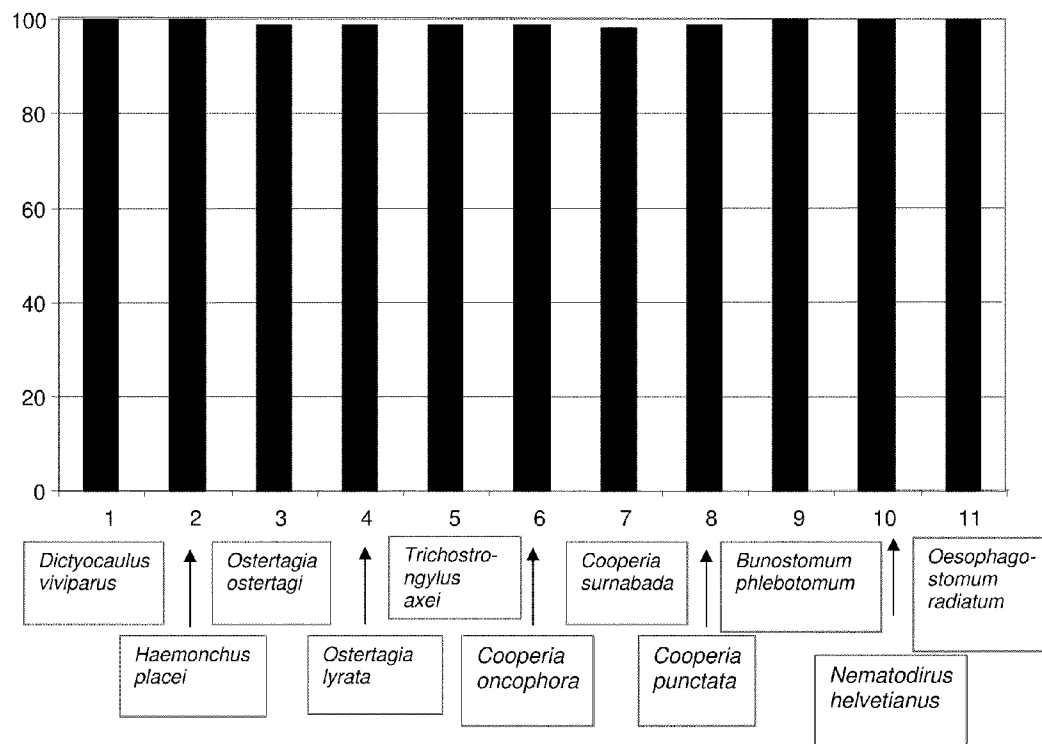 100
80
60
40
20
0
1 2 3 4 5 6 7 8 9 10 11
Dictyocaulus
viviparus
Haemonchus
placei
Ostertagia
ostertagi
Ostertagia
lyrata
Trichostro-
ngylus
axei
Cooperia
oncophora
Cooperia
surnabada
Cooperia
punctata
Bunostomum
phlebotomum
Nematodirus
helvetianus
Oesophago-
stomum
radiatum